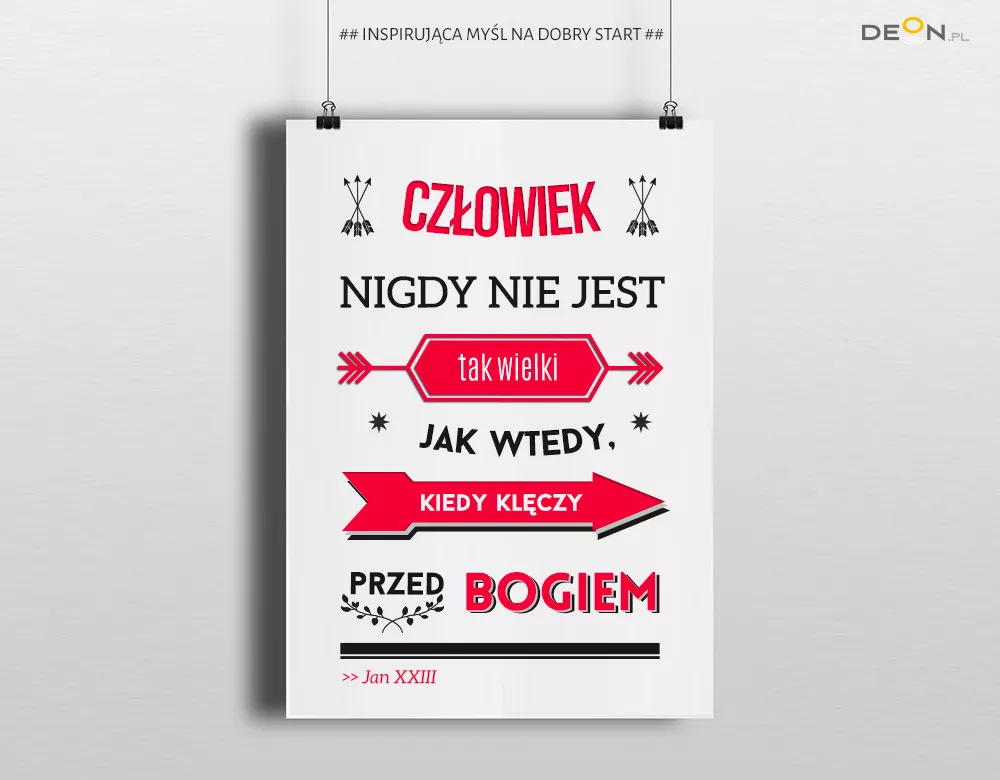 ## INSPIRUJĄCA MYŚL NA DOBRY START ##
DEON.PL
CZŁOWIEK
NIGDY NIE JEST
tak wielki
JAK WTEDY,
KIEDY KLĘCZY
PRZED BOGIEM
>> Jan XXIII